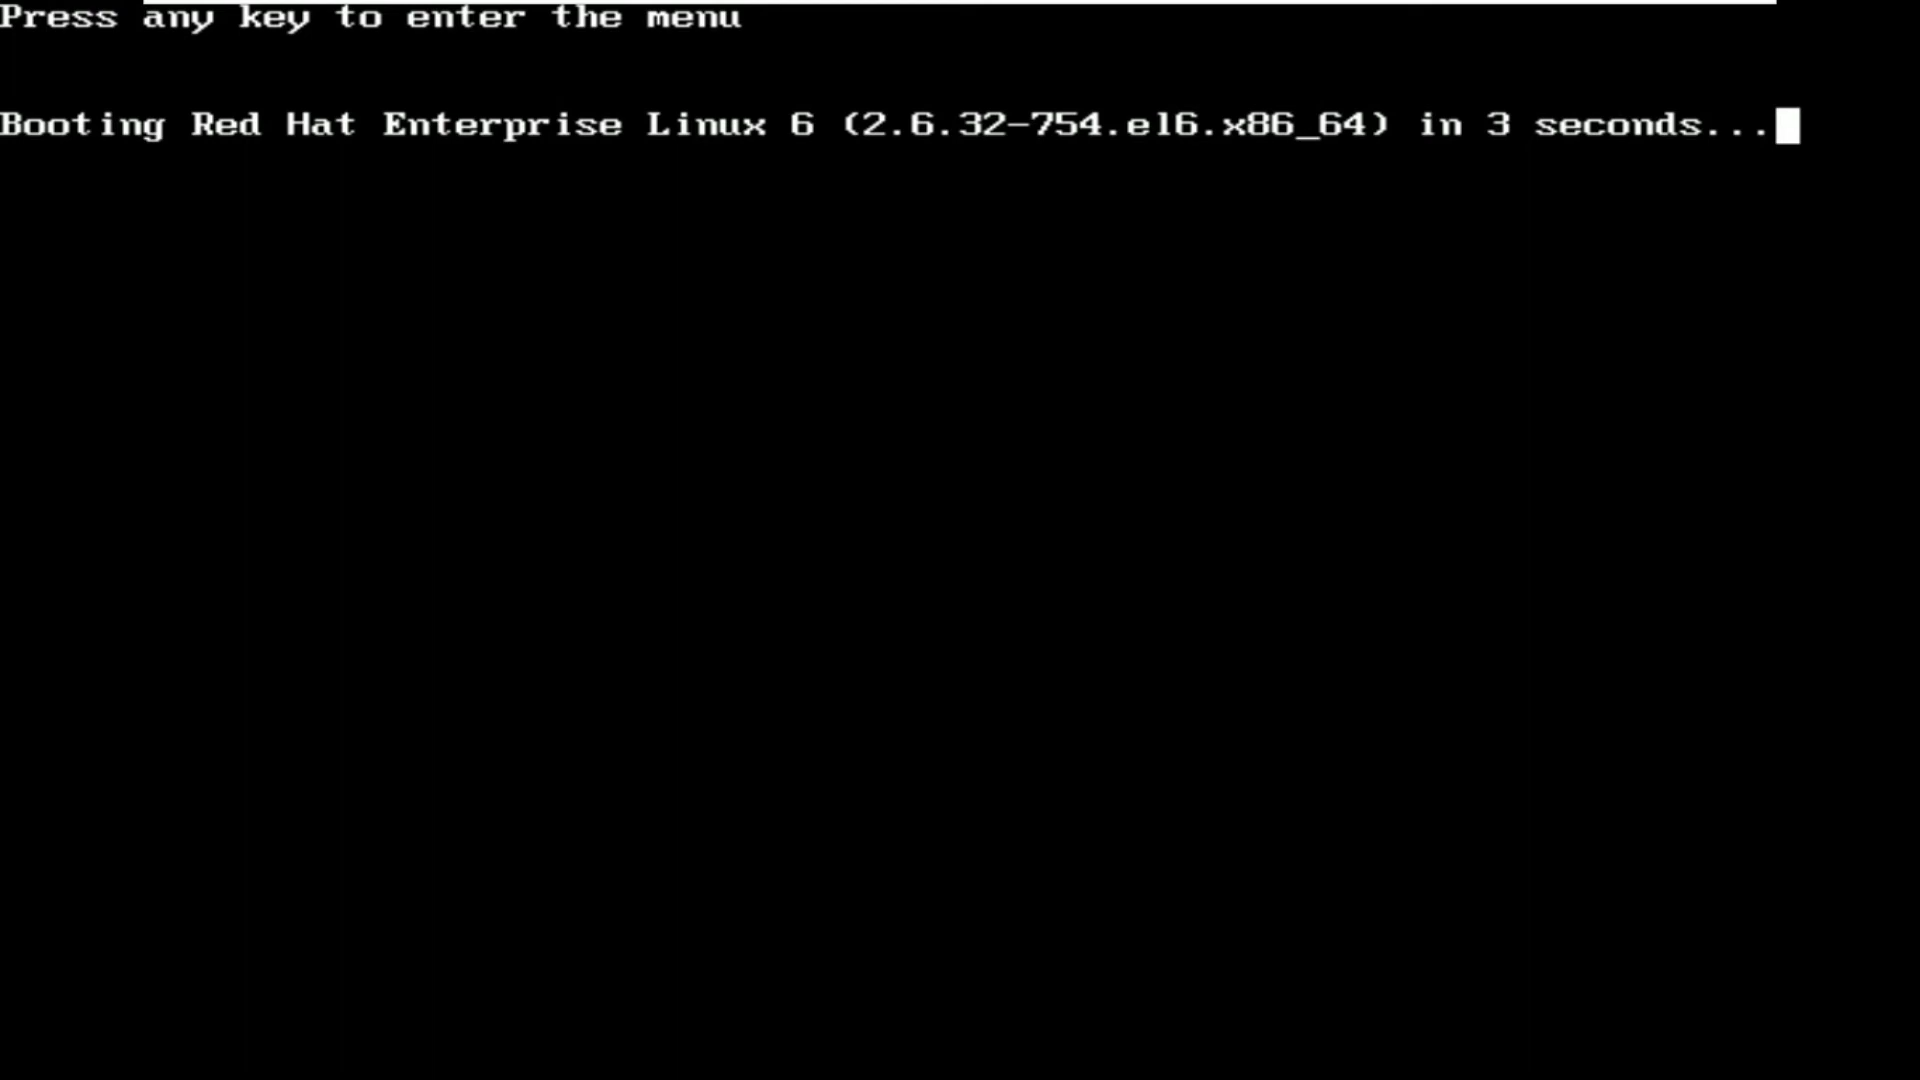 Press any key to enter the menu
Booting Red Hat Enterprise Linux 6 (2.6.32-754.el6.x86_64) in 3 seconds...